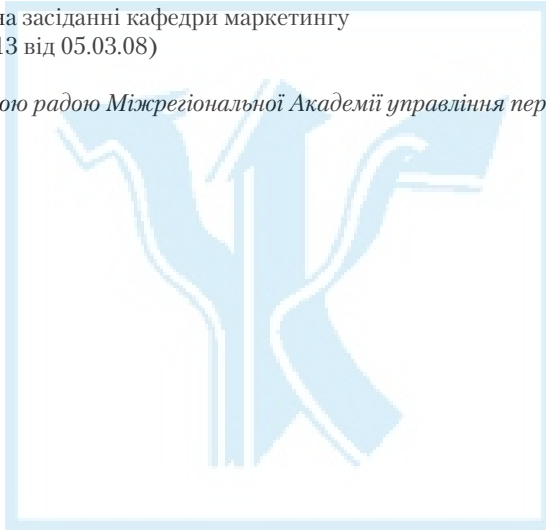 на засіданні кафедри маркетингу
13 від 05.03.08)
ою радою Міжрегіональної Академії управління пер